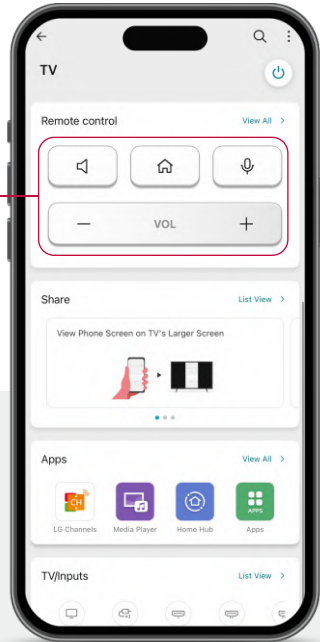 TV
Remote control View All >
VOL
Share List View >
View Phone Screen on TV's Larger Screen
Apps View All >
CH
APPS
LG Channels Media Player Home Hub Apps
TV/Inputs List View >